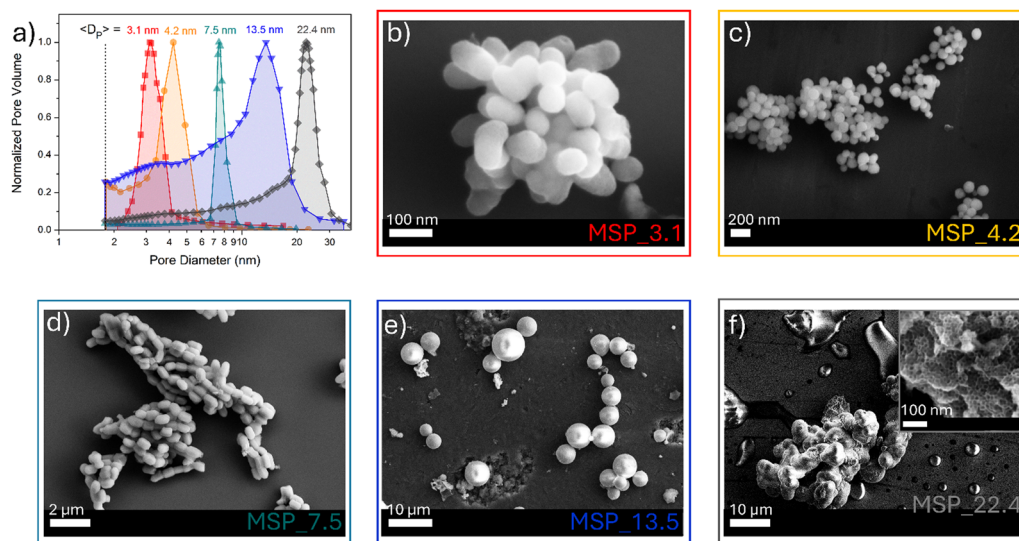 a)
<D_P> = 3.1 nm 4.2 nm 7.5 nm 13.5 nm 22.4 nm
Normalized Pore Volume
1.0
0.8
0.6
0.4
0.2
0.0
1 2 3 4 5 6 7 8 9 10 20 30
Pore Diameter (nm)
b)
100 nm
MSP_3.1
c)
200 nm
MSP_4.2
d)
2 µm
MSP_7.5
e)
10 µm
MSP_13.5
f)
100 nm
10 µm
MSP_22.4